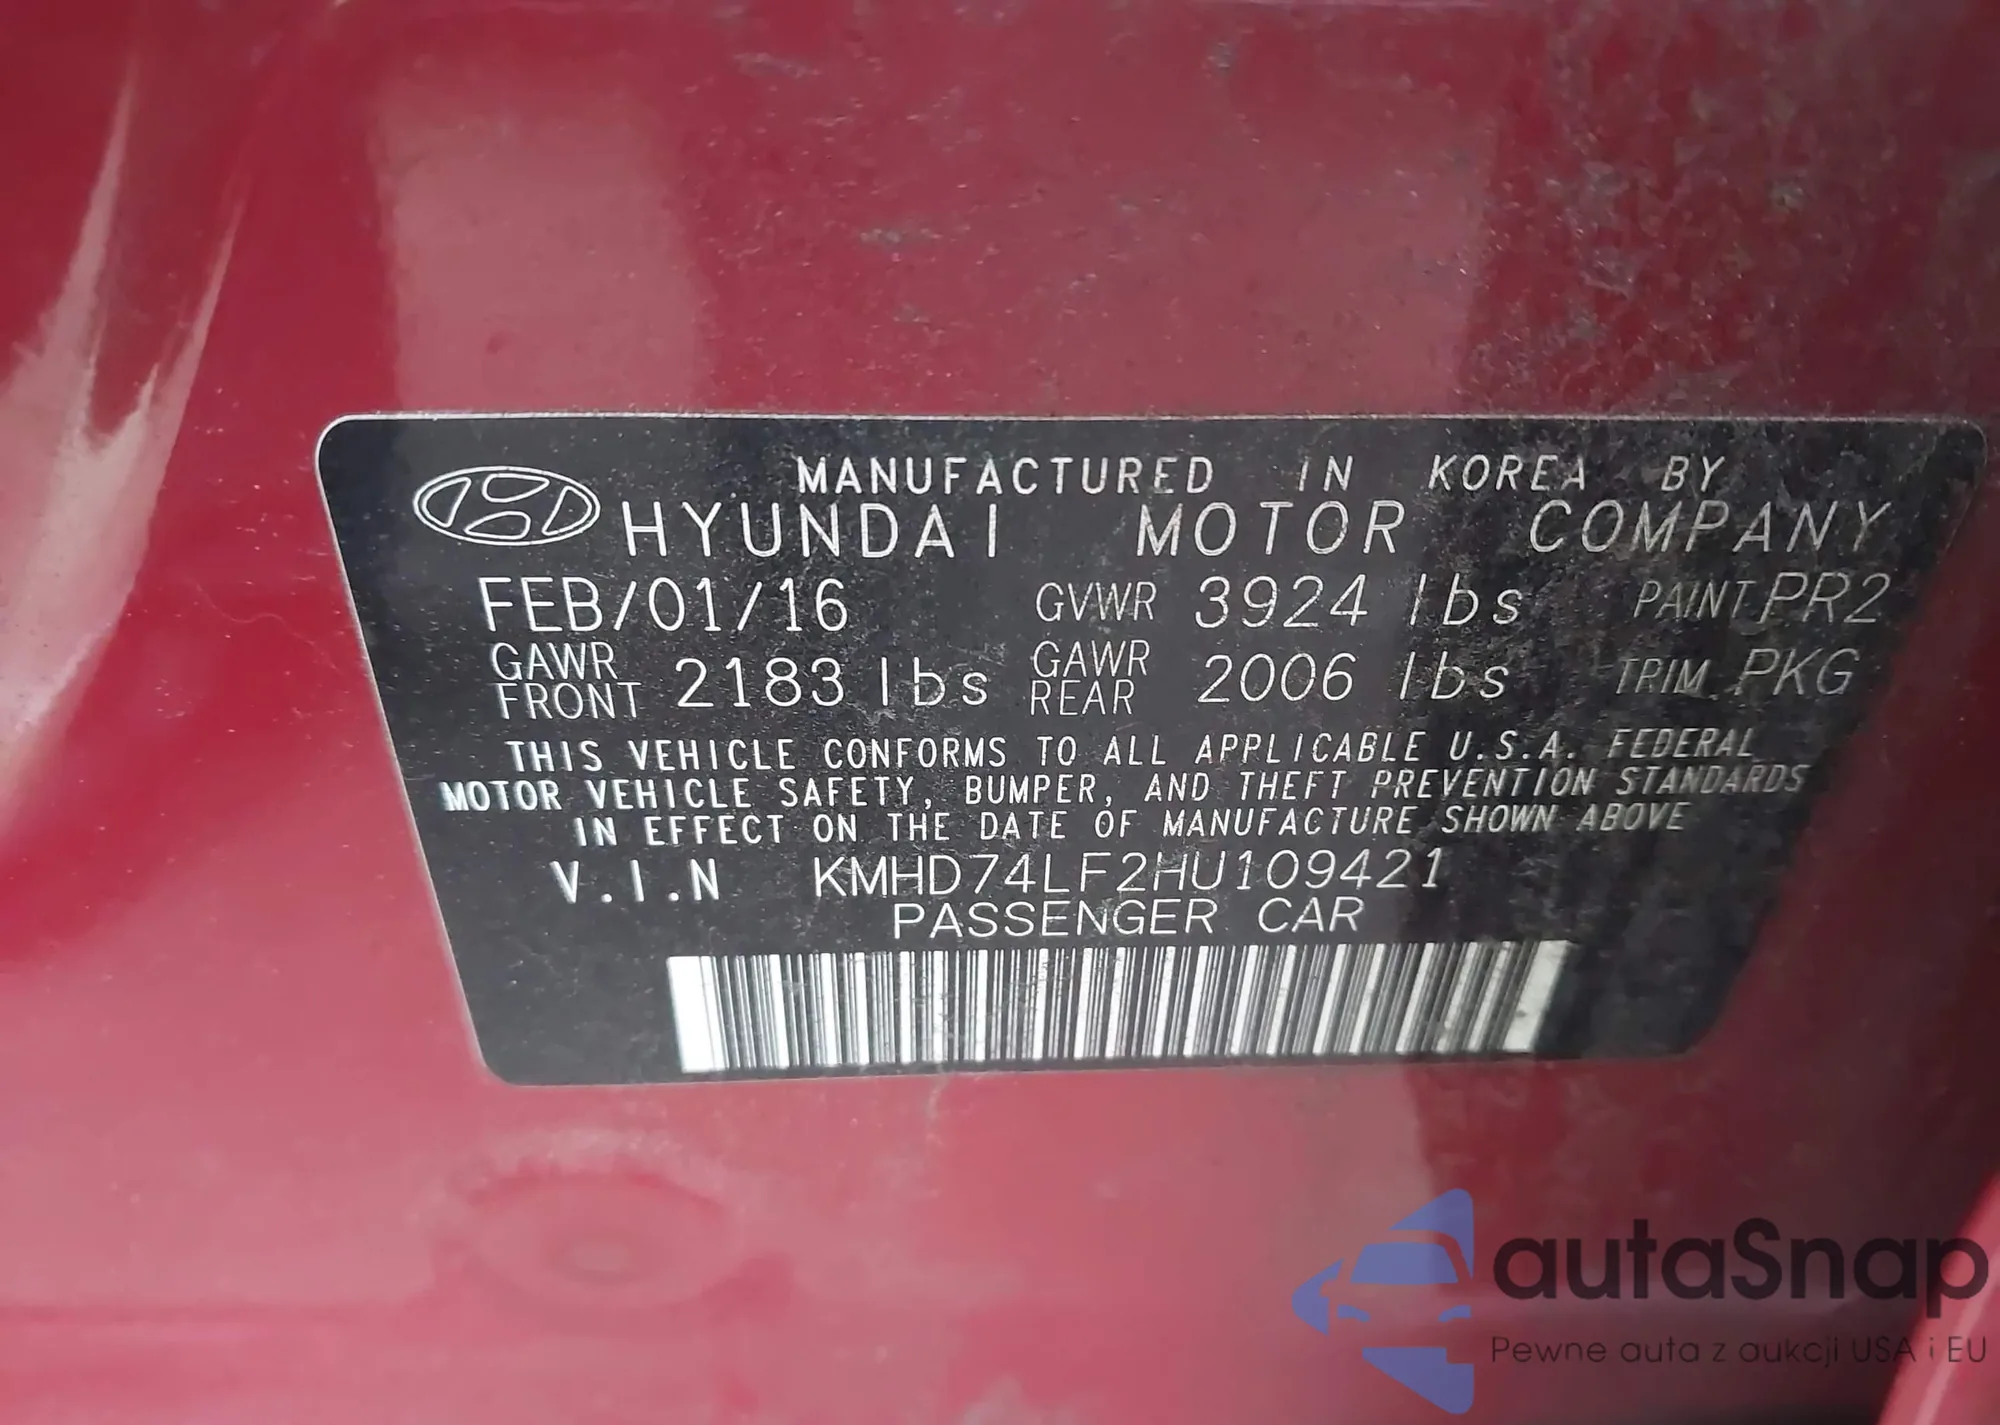 MANUFACTURED IN KOREA BY
HYUNDAI MOTOR COMPANY
FEB/01/16 GVWR 3924 lbs PAINT PR2
GAWR FRONT 2183 lbs GAWR REAR 2006 lbs TRIM PKG
THIS VEHICLE CONFORMS TO ALL APPLICABLE U.S.A. FEDERAL
MOTOR VEHICLE SAFETY, BUMPER, AND THEFT PREVENTION STANDARDS
IN EFFECT ON THE DATE OF MANUFACTURE SHOWN ABOVE
V.I.N KMHD74LF2HU109421
PASSENGER CAR
autaSnap
Pewne auta z aukcji USA i EU